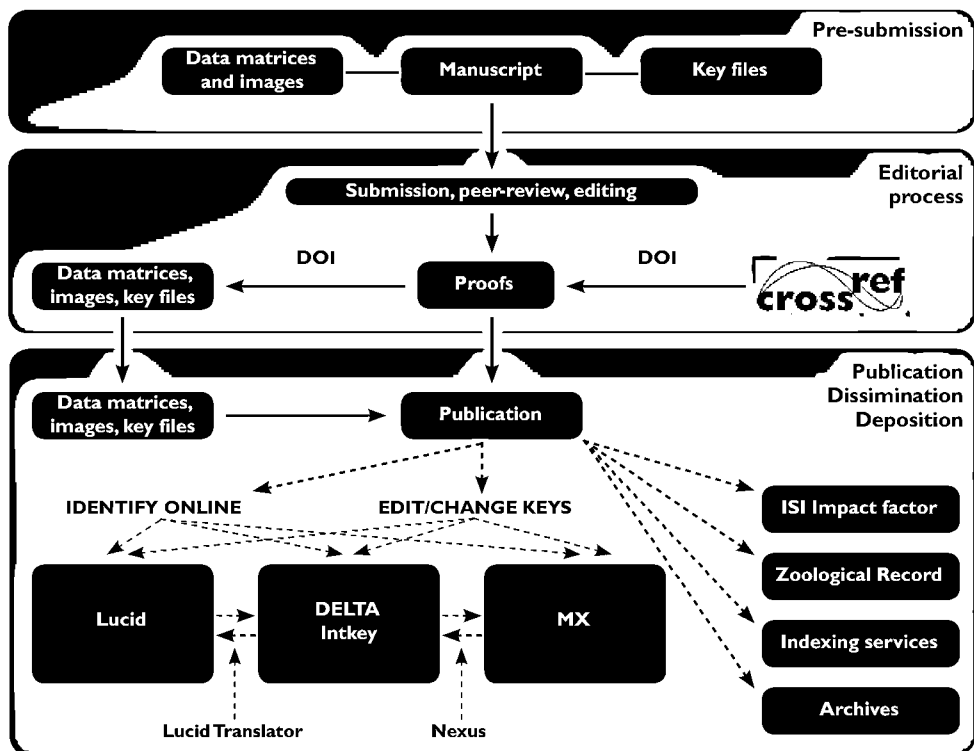 Pre-submission
Data matrices
and images
Manuscript
Key files
Editorial
process
Submission, peer-review, editing
DOI
DOI
Data matrices,
images, key files
Proofs
cross ref
Publication
Dissimination
Deposition
Data matrices,
images, key files
Publication
IDENTIFY ONLINE
EDIT/CHANGE KEYS
ISI Impact factor
Zoological Record
Indexing services
Archives
Lucid
DELTA
Intkey
MX
Lucid Translator
Nexus